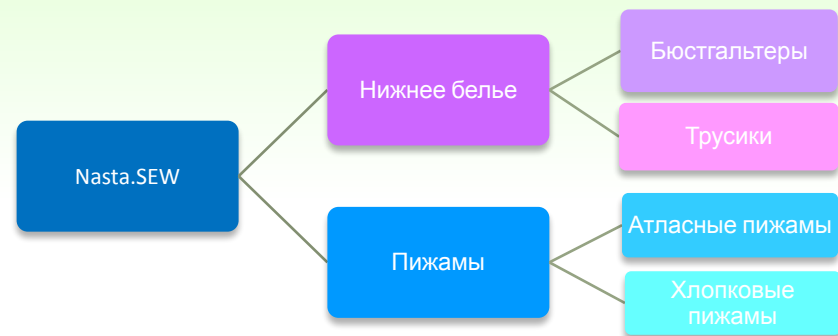 Nasta.SEW
Нижнее белье
Бюстгальтеры
Трусики
Пижамы
Атласные пижамы
Хлопковые
пижамы